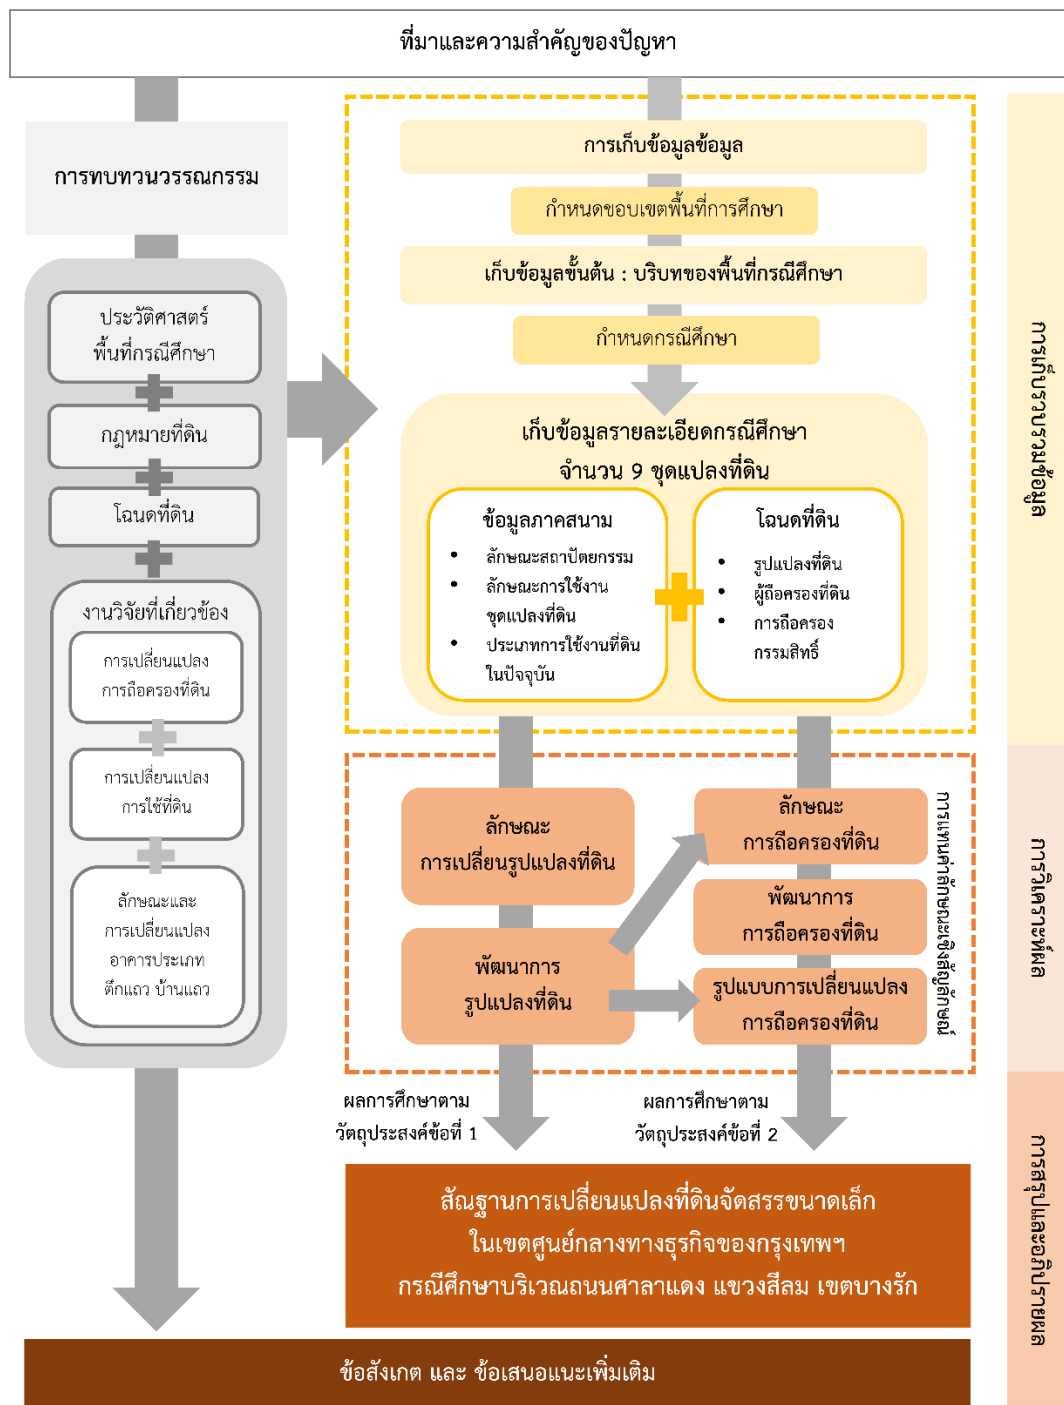 ที่มาและความสำคัญของปัญหา
การทบทวนวรรณกรรม
ประวัติศาสตร์
พื้นที่กรณีศึกษา
กฎหมายที่ดิน
โฉนดที่ดิน
งานวิจัยที่เกี่ยวข้อง
การเปลี่ยนแปลง
การถือครองที่ดิน
การเปลี่ยนแปลง
การใช้ที่ดิน
ลักษณะและ
การเปลี่ยนแปลง
อาคารประเภท
ตึกแถว บ้านแถว
การเก็บข้อมูลข้อมูล
กำหนดขอบเขตพื้นที่การศึกษา
เก็บข้อมูลขั้นต้น : บริบทของพื้นที่กรณีศึกษา
กำหนดกรณีศึกษา
เก็บข้อมูลรายละเอียดกรณีศึกษา
จำนวน 9 ชุดแปลงที่ดิน
ข้อมูลภาคสนาม
• ลักษณะสถาปัตยกรรม
• ลักษณะการใช้งาน
ชุดแปลงที่ดิน
• ประเภทการใช้งานที่ดิน
ในปัจจุบัน
โฉนดที่ดิน
• รูปแปลงที่ดิน
• ผู้ถือครองที่ดิน
• การถือครอง
กรรมสิทธิ์
การเก็บรวบรวมข้อมูล
ลักษณะ
การเปลี่ยนรูปแปลงที่ดิน
พัฒนาการ
รูปแปลงที่ดิน
ลักษณะ
การถือครองที่ดิน
พัฒนาการ
การถือครองที่ดิน
รูปแบบการเปลี่ยนแปลง
การถือครองที่ดิน
การแทนค่าลักษณะเชิงสัญลักษณ์
การวิเคราะห์ผล
ผลการศึกษาตาม
วัตถุประสงค์ข้อที่ 1
ผลการศึกษาตาม
วัตถุประสงค์ข้อที่ 2
สัณฐานการเปลี่ยนแปลงที่ดินจัดสรรขนาดเล็ก
ในเขตศูนย์กลางทางธุรกิจของกรุงเทพฯ
กรณีศึกษาบริเวณถนนศาลาแดง แขวงสีลม เขตบางรัก
การสรุปและอภิปรายผล
ข้อสังเกต และ ข้อเสนอแนะเพิ่มเติม